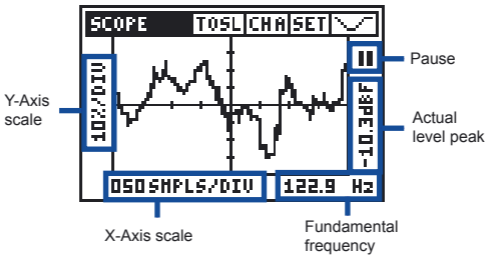 SCOPE TOSL CHA SET
Pause
Y-Axis
scale
10%/DIV
-10.3dBF
Actual
level peak
050SMPLS/DIV 122.9 Hz
X-Axis scale
Fundamental
frequency